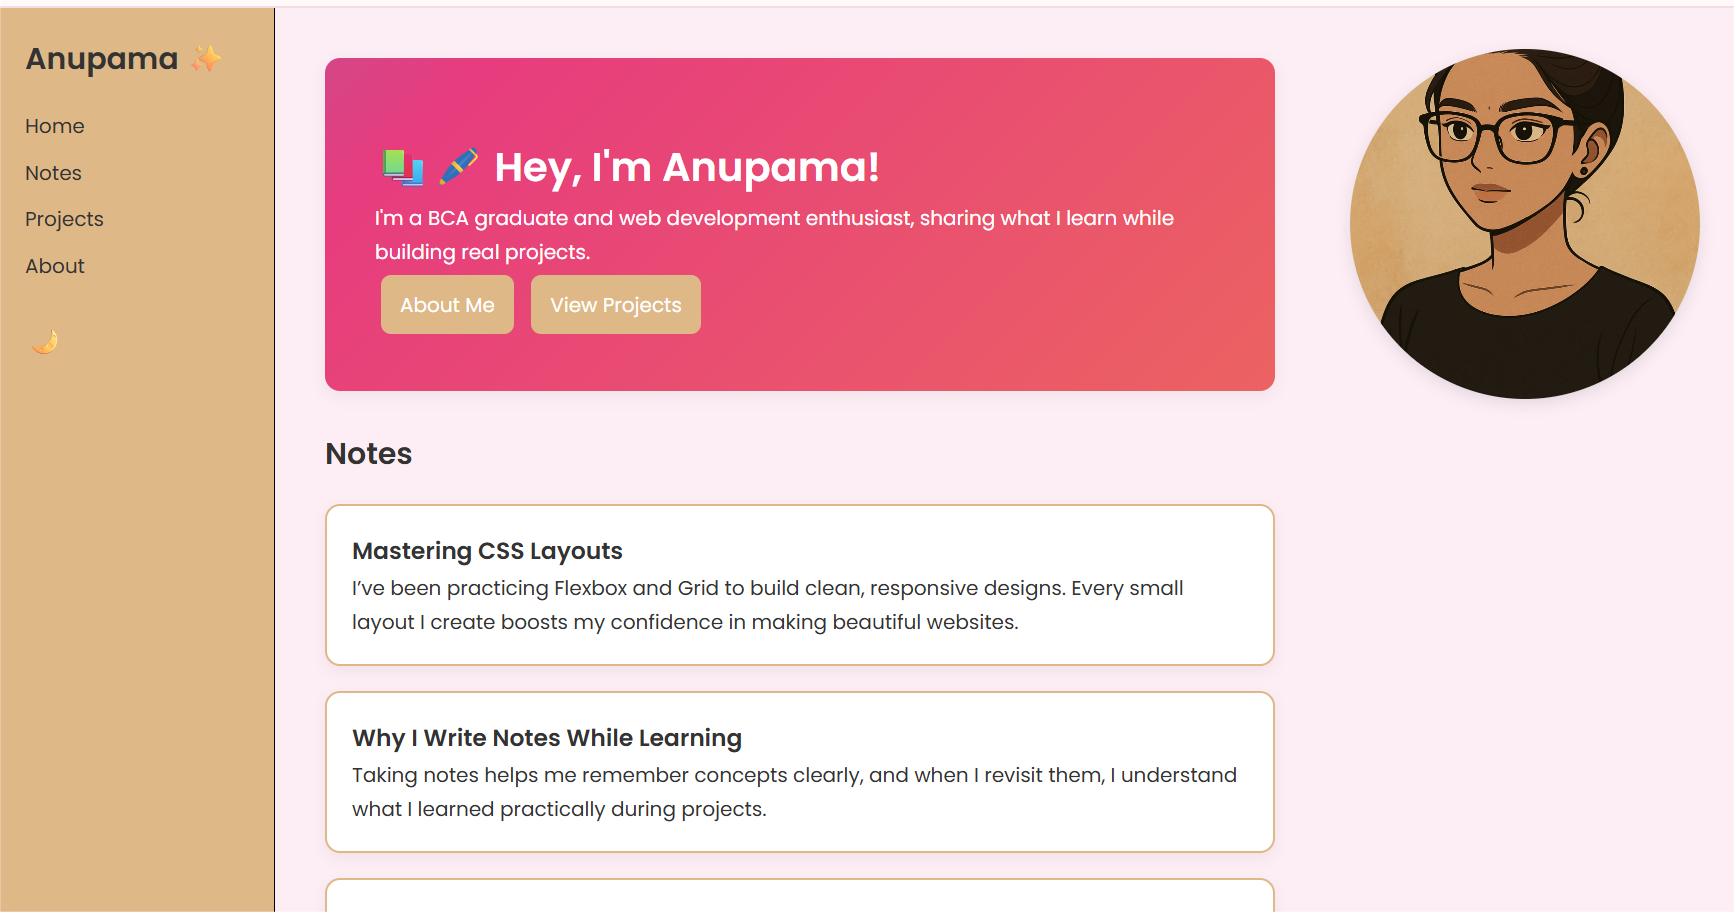 Anupama ✨
Home
Notes
Projects
About
Hey, I'm Anupama!
I'm a BCA graduate and web development enthusiast, sharing what I learn while
building real projects.
About Me
View Projects
Notes
Mastering CSS Layouts
I’ve been practicing Flexbox and Grid to build clean, responsive designs. Every small
layout I create boosts my confidence in making beautiful websites.
Why I Write Notes While Learning
Taking notes helps me remember concepts clearly, and when I revisit them, I understand
what I learned practically during projects.